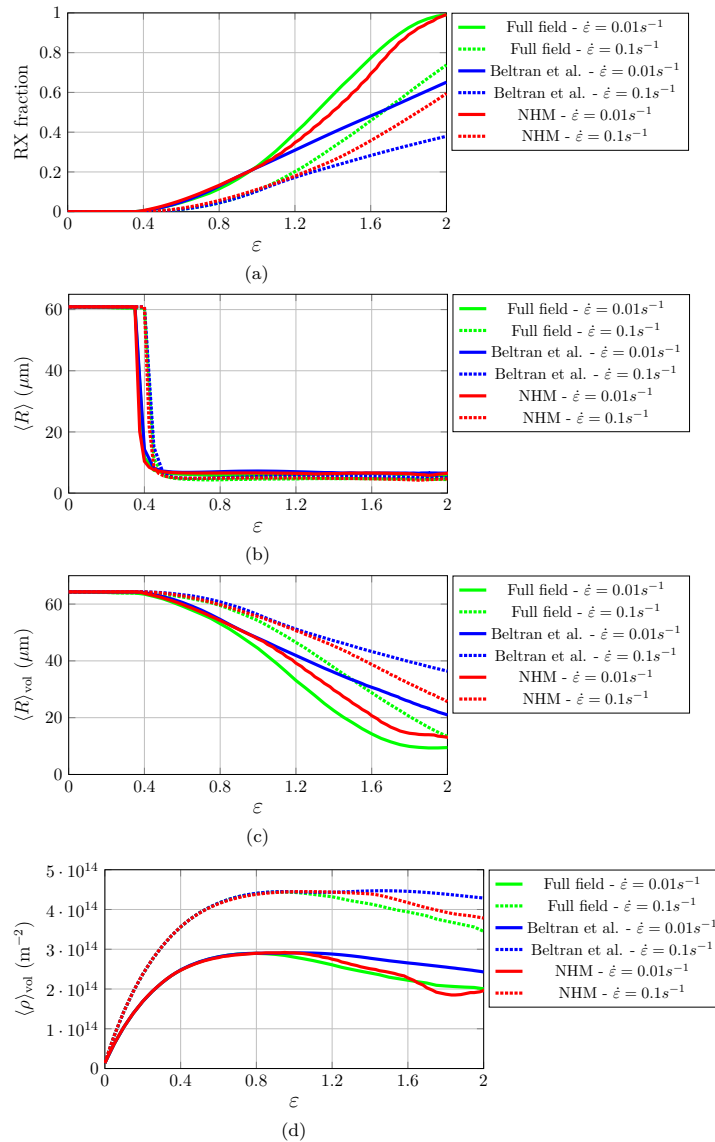 1
0.8
0.6
0.4
0.2
0
RX fraction
0 0.4 0.8 1.2 1.6 2
ε
Full field - ε̇ = 0.01s⁻¹
Full field - ε̇ = 0.1s⁻¹
Beltran et al. - ε̇ = 0.01s⁻¹
Beltran et al. - ε̇ = 0.1s⁻¹
NHM - ε̇ = 0.01s⁻¹
NHM - ε̇ = 0.1s⁻¹
(a)
60
40
20
0
⟨R⟩ (μm)
0 0.4 0.8 1.2 1.6 2
ε
Full field - ε̇ = 0.01s⁻¹
Full field - ε̇ = 0.1s⁻¹
Beltran et al. - ε̇ = 0.01s⁻¹
Beltran et al. - ε̇ = 0.1s⁻¹
NHM - ε̇ = 0.01s⁻¹
NHM - ε̇ = 0.1s⁻¹
(b)
60
40
20
0
⟨R⟩vol (μm)
0 0.4 0.8 1.2 1.6 2
ε
Full field - ε̇ = 0.01s⁻¹
Full field - ε̇ = 0.1s⁻¹
Beltran et al. - ε̇ = 0.01s⁻¹
Beltran et al. - ε̇ = 0.1s⁻¹
NHM - ε̇ = 0.01s⁻¹
NHM - ε̇ = 0.1s⁻¹
(c)
5 · 10¹⁴
4 · 10¹⁴
3 · 10¹⁴
2 · 10¹⁴
1 · 10¹⁴
0
⟨ρ⟩vol (m⁻²)
0 0.4 0.8 1.2 1.6 2
ε
Full field - ε̇ = 0.01s⁻¹
Full field - ε̇ = 0.1s⁻¹
Beltran et al. - ε̇ = 0.01s⁻¹
Beltran et al. - ε̇ = 0.1s⁻¹
NHM - ε̇ = 0.01s⁻¹
NHM - ε̇ = 0.1s⁻¹
(d)